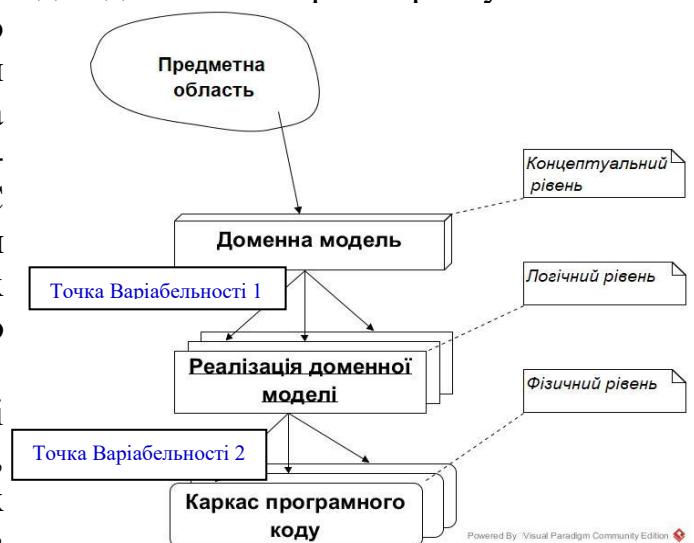 Предметна
область
Концептуальний
рівень
Доменна модель
Точка Варіабельності 1
Логічний рівень
Реалізація доменної
моделі
Фізичний рівень
Точка Варіабельності 2
Каркас програмного
коду
Powered By Visual Paradigm Community Edition